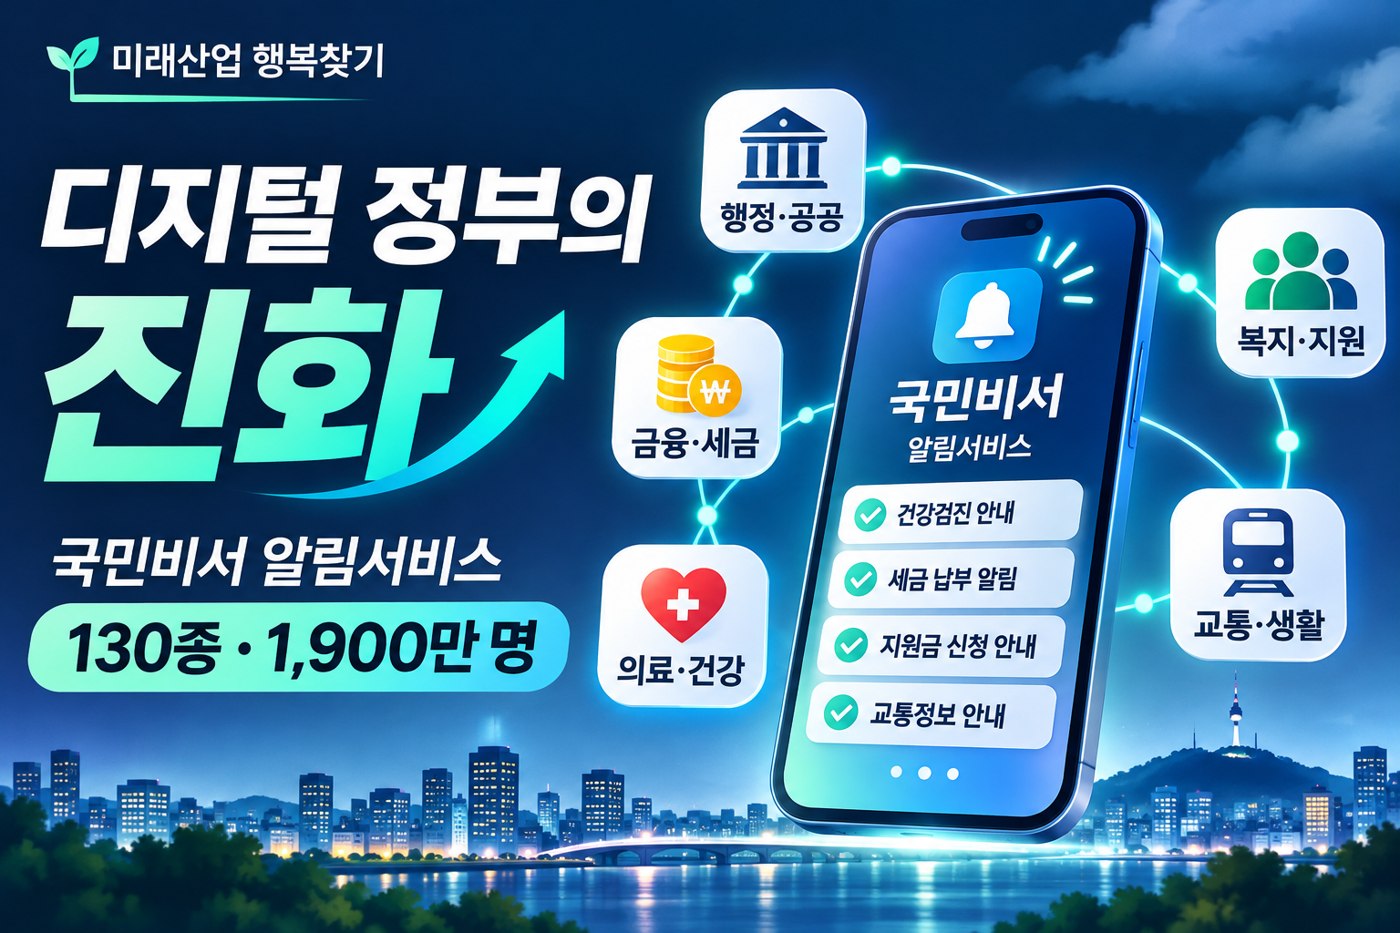 미래산업 행복찾기
디지털 정부의
진화
국민비서 알림서비스
130종·1,900만 명
행정·공공
금융·세금
의료·건강
국민비서
알림서비스
건강검진 안내
세금 납부 알림
지원금 신청 안내
교통정보 안내
복지·지원
교통·생활